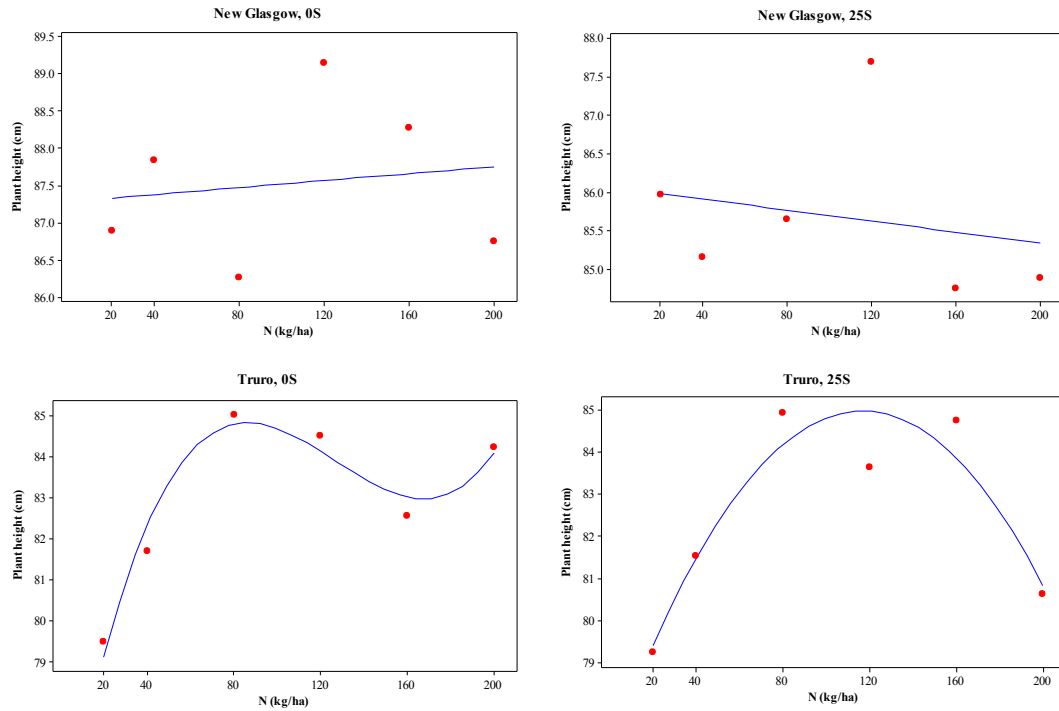 New Glasgow, 0S
Plant height (cm)
89.5
89.0
88.5
88.0
87.5
87.0
86.5
86.0
20 40 80 120 160 200
N (kg/ha)
New Glasgow, 25S
Plant height (cm)
88.0
87.5
87.0
86.5
86.0
85.5
85.0
20 40 80 120 160 200
N (kg/ha)
Truro, 0S
Plant height (cm)
85
84
83
82
81
80
79
20 40 80 120 160 200
N (kg/ha)
Truro, 25S
Plant height (cm)
85
84
83
82
81
80
79
20 40 80 120 160 200
N (kg/ha)